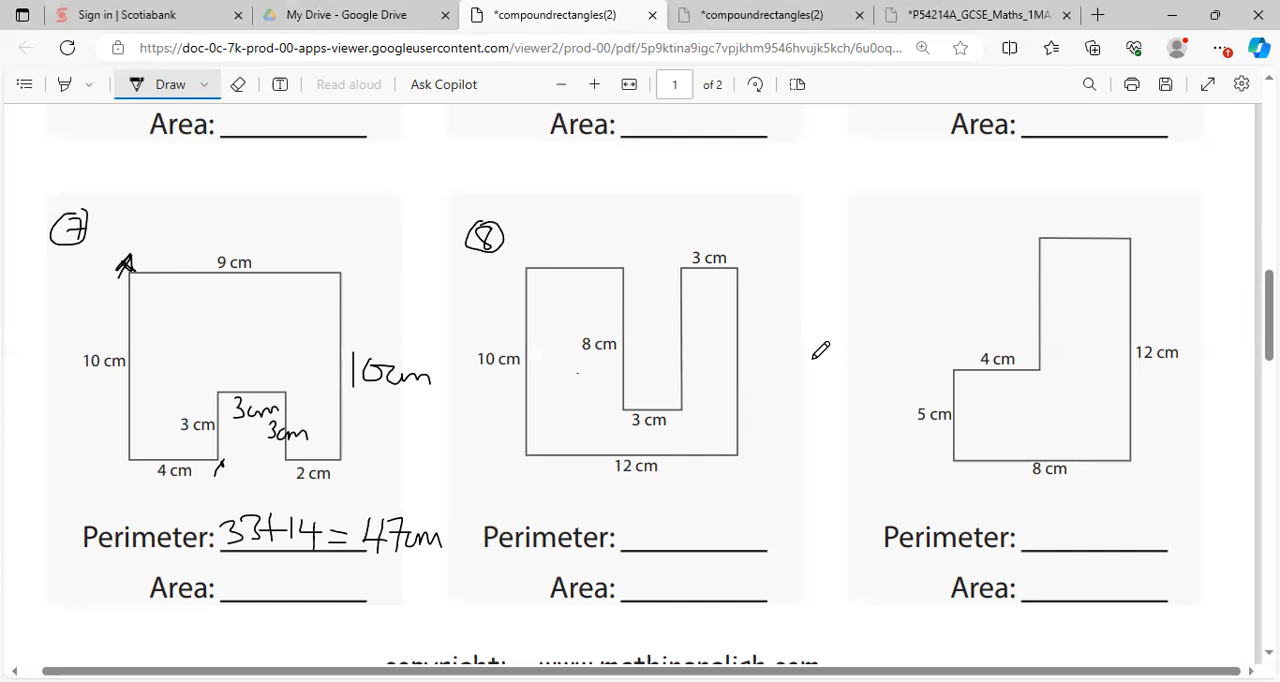 Sign in | Scotiabank
My Drive - Google Drive
*compoundrectangles(2)
*compoundrectangles(2)
*P54214A_GCSE_Maths_1MA
https://doc-0c-7k-prod-00-apps-viewer.googleusercontent.com/viewer2/prod-00/pdf/5p9ktina9igc7vpjkhm9546hvujk5kch/6u0oq...
Draw
Read aloud
Ask Copilot
1
of 2
Area:
Area:
Area:
7
9 cm
10 cm
10cm
3cm
3 cm
3cm
4 cm
2 cm
Perimeter: 33+14 = 47cm
Area:
8
3 cm
10 cm
8 cm
3 cm
12 cm
Perimeter:
Area:
4 cm
12 cm
5 cm
8 cm
Perimeter:
Area: